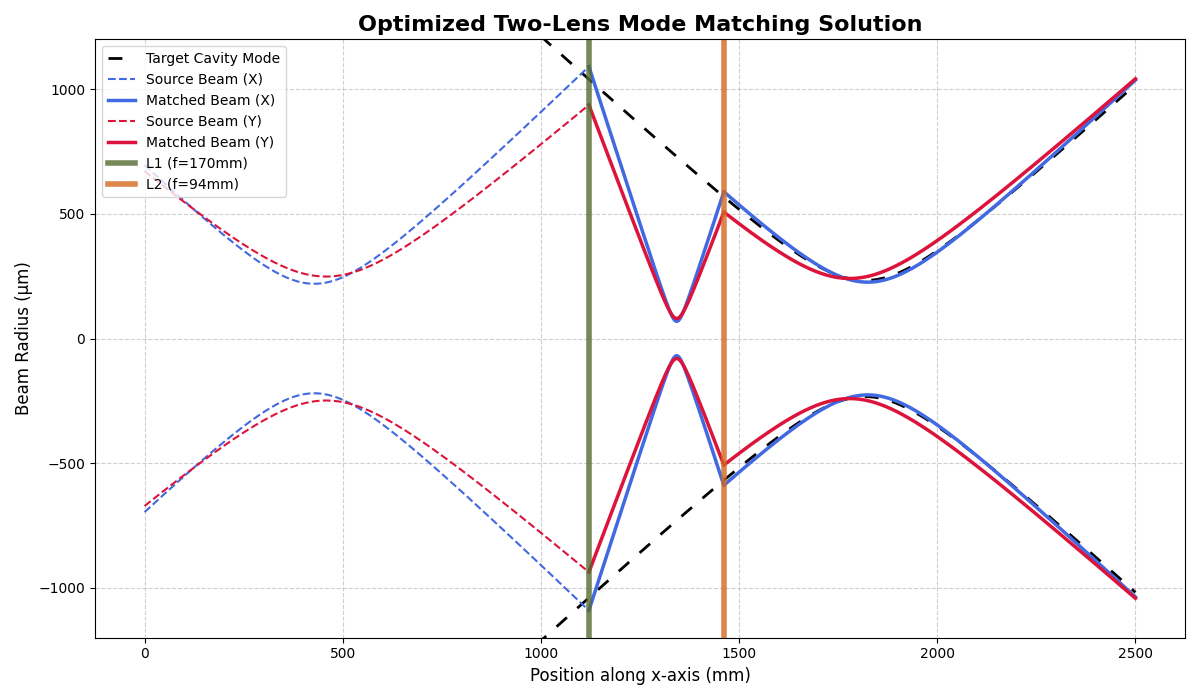 Optimized Two-Lens Mode Matching Solution
Target Cavity Mode
Source Beam (X)
Matched Beam (X)
Source Beam (Y)
Matched Beam (Y)
L1 (f=170mm)
L2 (f=94mm)
Beam Radius (μm)
1000
500
0
−500
−1000
0 500 1000 1500 2000 2500
Position along x-axis (mm)